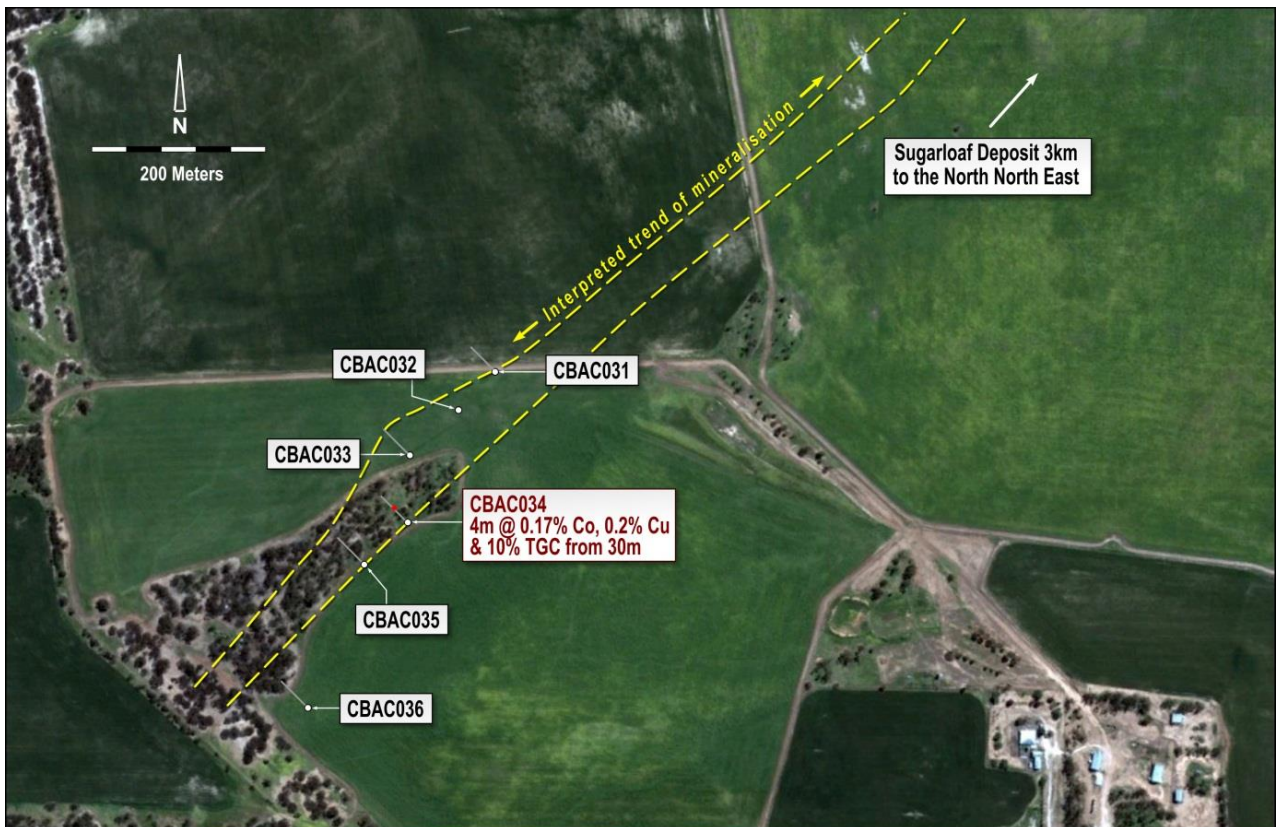 N
200 Meters
Interpreted trend of mineralisation
Sugarloaf Deposit 3km
to the North North East
CBAC032
CBAC031
CBAC033
CBAC034
4m @ 0.17% Co, 0.2% Cu
& 10% TGC from 30m
CBAC035
CBAC036